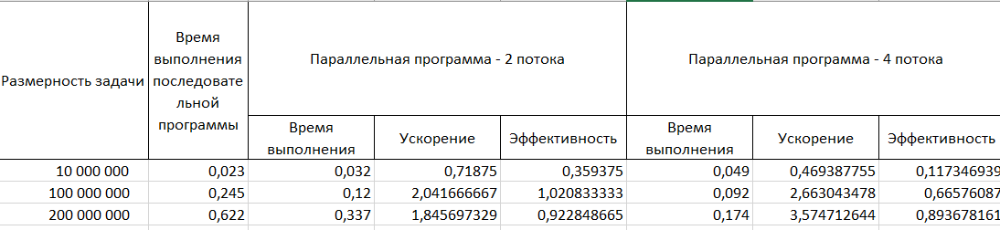 Размерность задачи
Время
выполнения
последовате
льной
программы
Параллельная программа - 2 потока
Параллельная программа - 4 потока
Время
выполнения
Ускорение
Эффективность
Время
выполнения
Ускорение
Эффективность
10 000 000 0,023 0,032 0,71875 0,359375 0,049 0,469387755 0,117346939
100 000 000 0,245 0,12 2,041666667 1,020833333 0,092 2,663043478 0,66576087
200 000 000 0,622 0,337 1,845697329 0,922848665 0,174 3,574712644 0,893678161